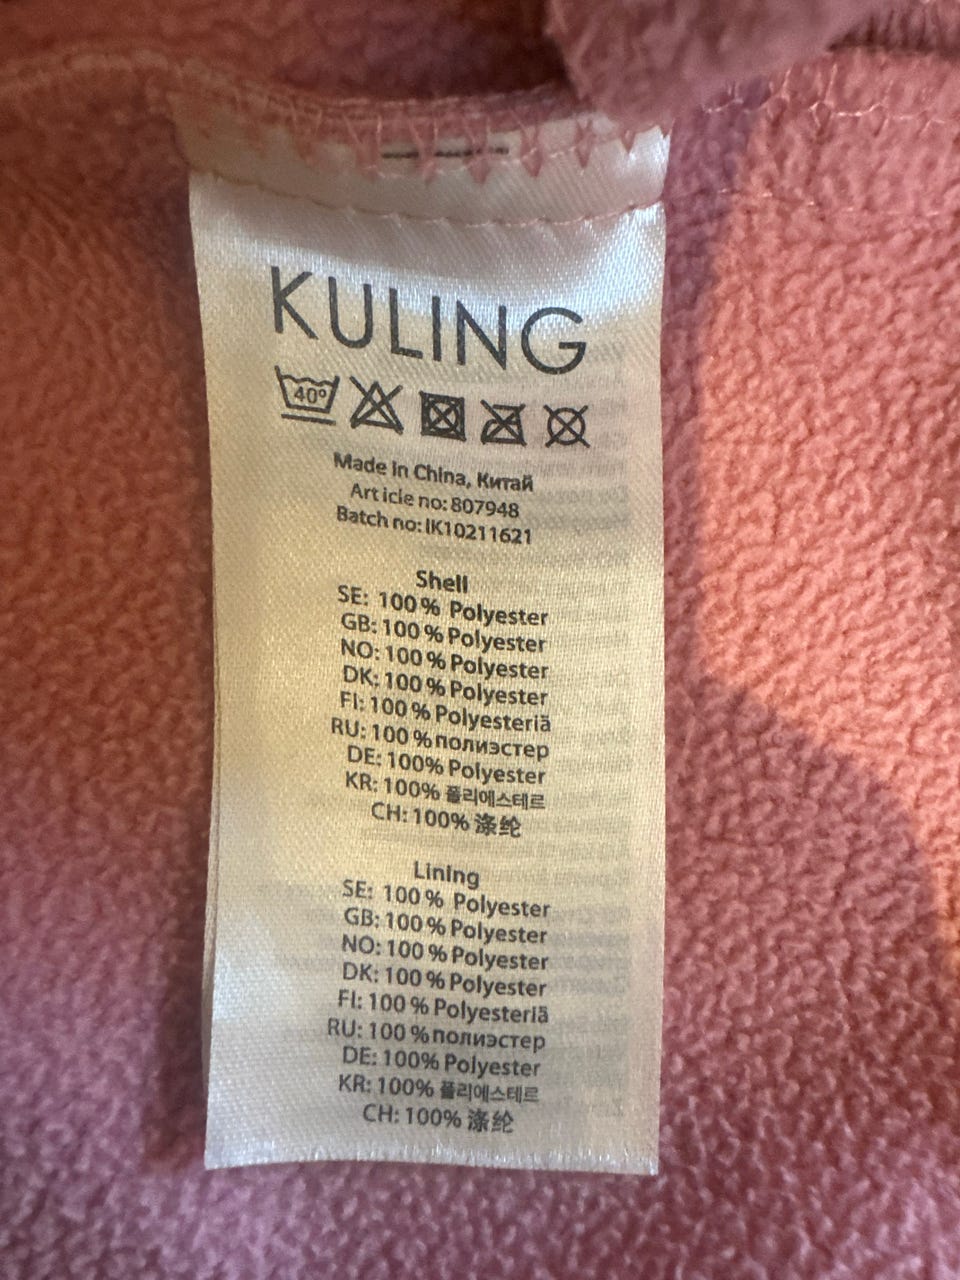 KULING
40°
Made in China, Китай
Art icle no: 807948
Batch no: IK10211621
Shell
SE: 100% Polyester
GB: 100% Polyester
NO: 100% Polyester
DK: 100% Polyester
FI: 100% Polyesteriä
RU: 100% полиэстер
DE: 100% Polyester
KR: 100% 폴리에스테르
CH: 100% 涤纶
Lining
SE: 100% Polyester
GB: 100% Polyester
NO: 100% Polyester
DK: 100% Polyester
FI: 100% Polyesteriä
RU: 100% полиэстер
DE: 100% Polyester
KR: 100% 폴리에스테르
CH: 100% 涤纶